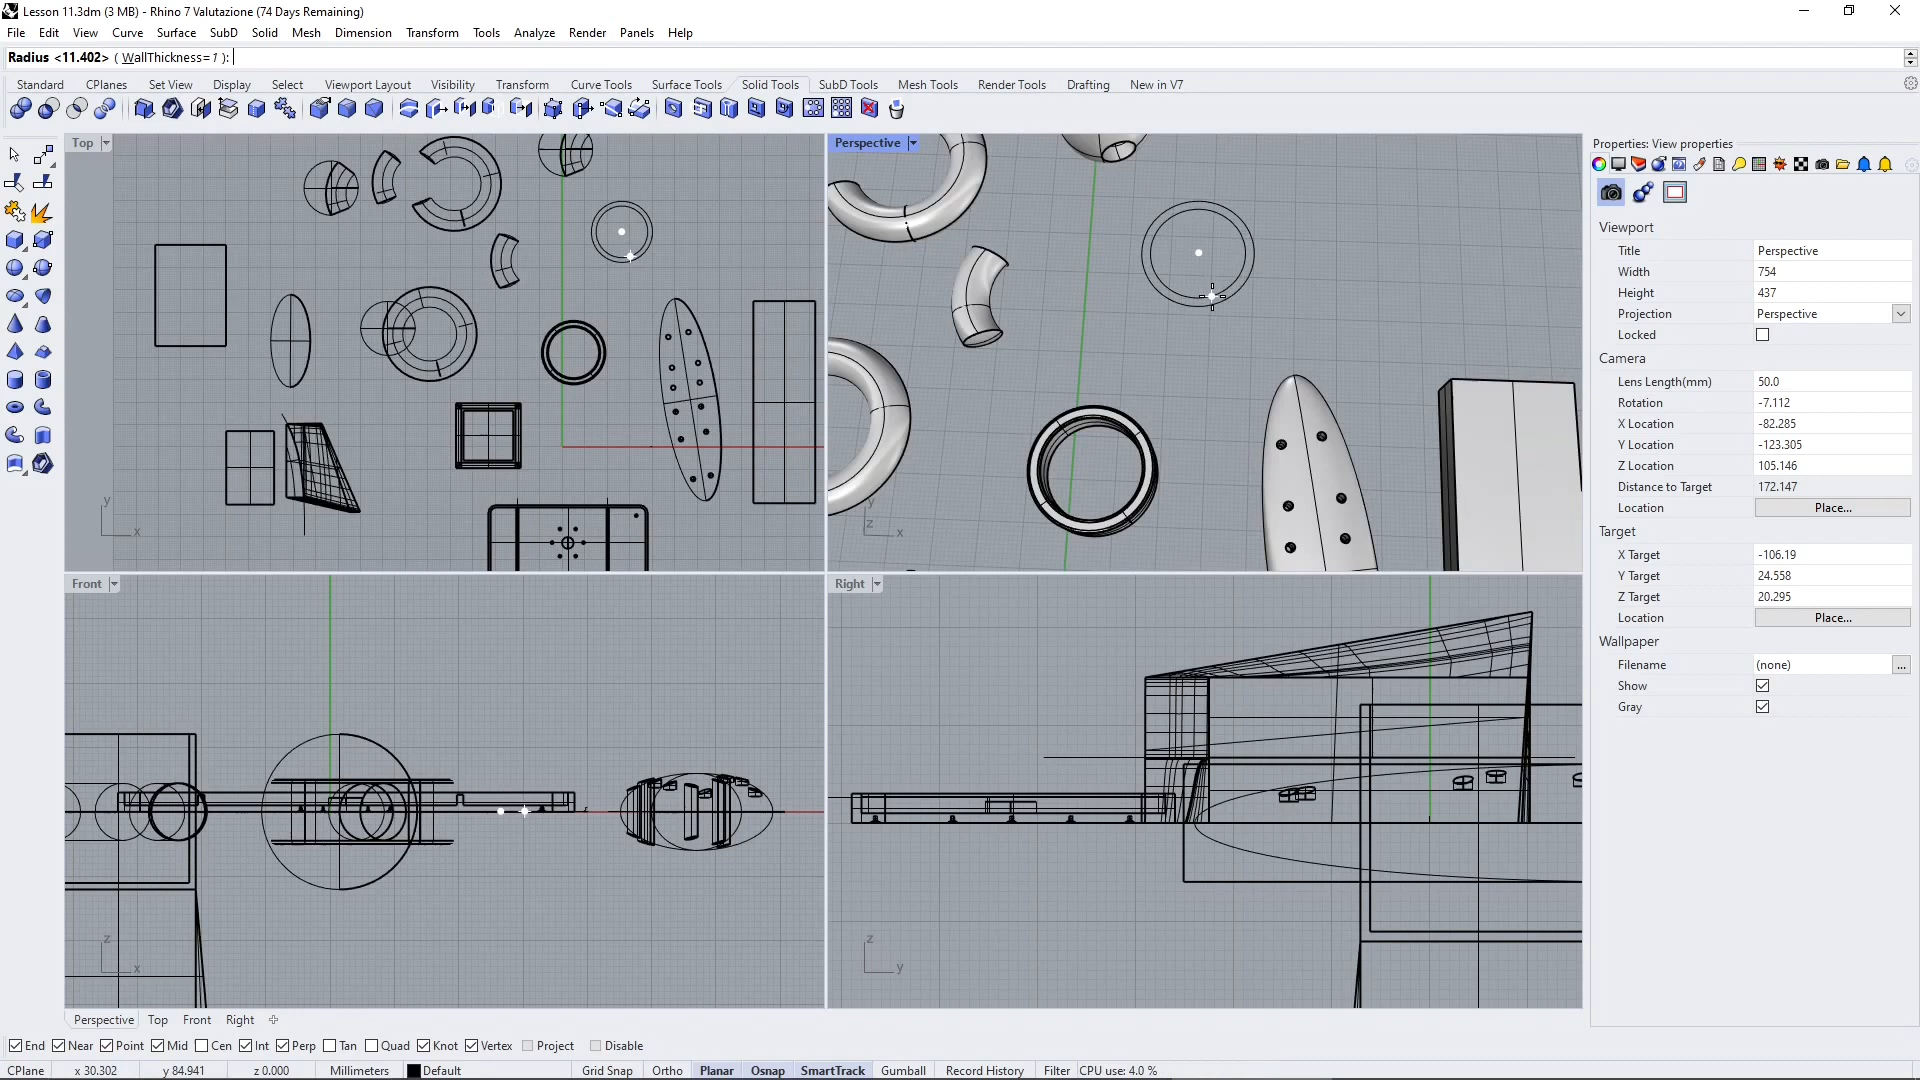 Lesson 11.3dm (3 MB) - Rhino 7 Valutazione (74 Days Remaining)
File Edit View Curve Surface SubD Solid Mesh Dimension Transform Tools Analyze Render Panels Help
Radius <11.402> ( WallThickness=1 ):
Standard CPlanes Set View Display Select Viewport Layout Visibility Transform Curve Tools Surface Tools Solid Tools SubD Tools Mesh Tools Render Tools Drafting New in V7
Top
y
x
Perspective
y
z
x
Front
z
x
Right
z
y
Properties: View properties
Viewport
Title Perspective
Width 754
Height 437
Projection Perspective
Locked
Camera
Lens Length(mm) 50.0
Rotation -7.112
X Location -82.285
Y Location -123.305
Z Location 105.146
Distance to Target 172.147
Location Place...
Target
X Target -106.19
Y Target 24.558
Z Target 20.295
Location Place...
Wallpaper
Filename (none) ...
Show
Gray
Perspective Top Front Right
End Near Point Mid Cen Int Perp Tan Quad Knot Vertex Project Disable
CPlane x 30.302 y 84.941 z 0.000 Millimeters Default Grid Snap Ortho Planar Osnap SmartTrack Gumball Record History Filter CPU use: 4.0 %